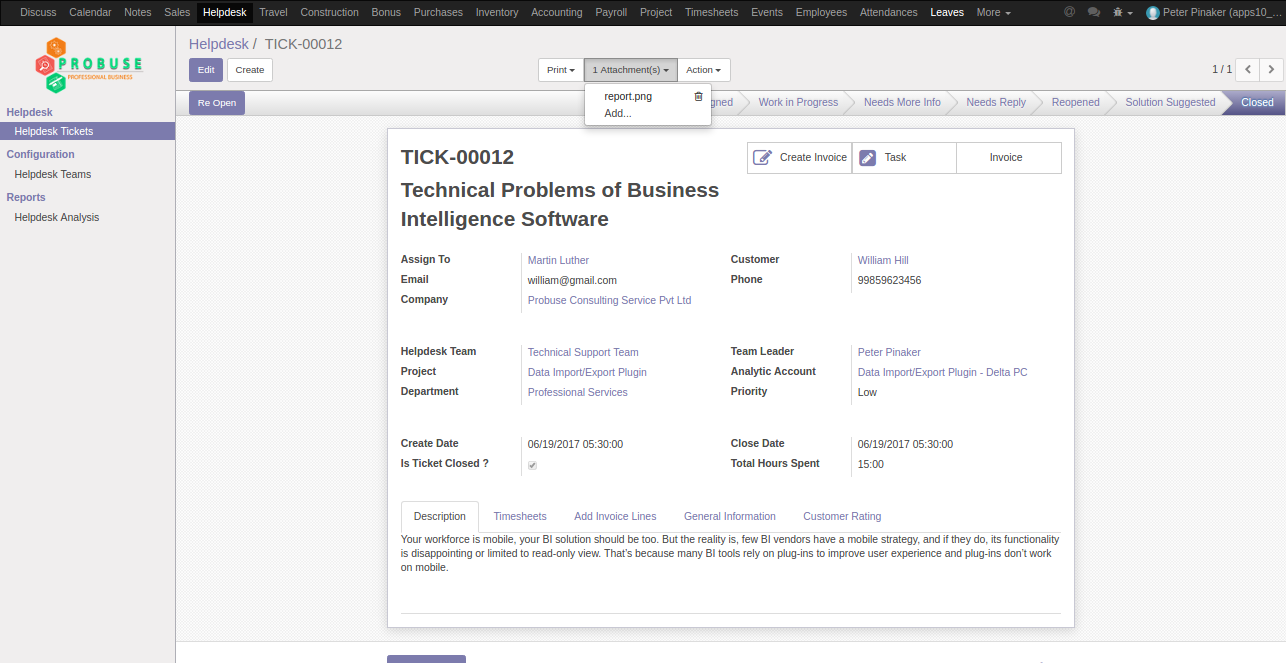 Discuss Calendar Notes Sales Helpdesk Travel Construction Bonus Purchases Inventory Accounting Payroll Project Timesheets Events Employees Attendances Leaves More Peter Pinaker (apps10_...
PROBUSE
PROFESSIONAL BUSINESS
Helpdesk / TICK-00012
Edit Create Print 1 Attachment(s) Action 1 / 1
report.png
Add...
Re Open Work in Progress Needs More Info Needs Reply Reopened Solution Suggested Closed
Helpdesk
Helpdesk Tickets
Configuration
Helpdesk Teams
Reports
Helpdesk Analysis
TICK-00012
Create Invoice Task Invoice
Technical Problems of Business
Intelligence Software
Assign To Martin Luther Customer William Hill
Email william@gmail.com Phone 99859623456
Company Probuse Consulting Service Pvt Ltd
Helpdesk Team Technical Support Team Team Leader Peter Pinaker
Project Data Import/Export Plugin Analytic Account Data Import/Export Plugin - Delta PC
Department Professional Services Priority Low
Create Date 06/19/2017 05:30:00 Close Date 06/19/2017 05:30:00
Is Ticket Closed ? Total Hours Spent 15:00
Description Timesheets Add Invoice Lines General Information Customer Rating
Your workforce is mobile, your BI solution should be too. But the reality is, few BI vendors have a mobile strategy, and if they do, its functionality
is disappointing or limited to read-only view. That's because many BI tools rely on plug-ins to improve user experience and plug-ins don't work
on mobile.